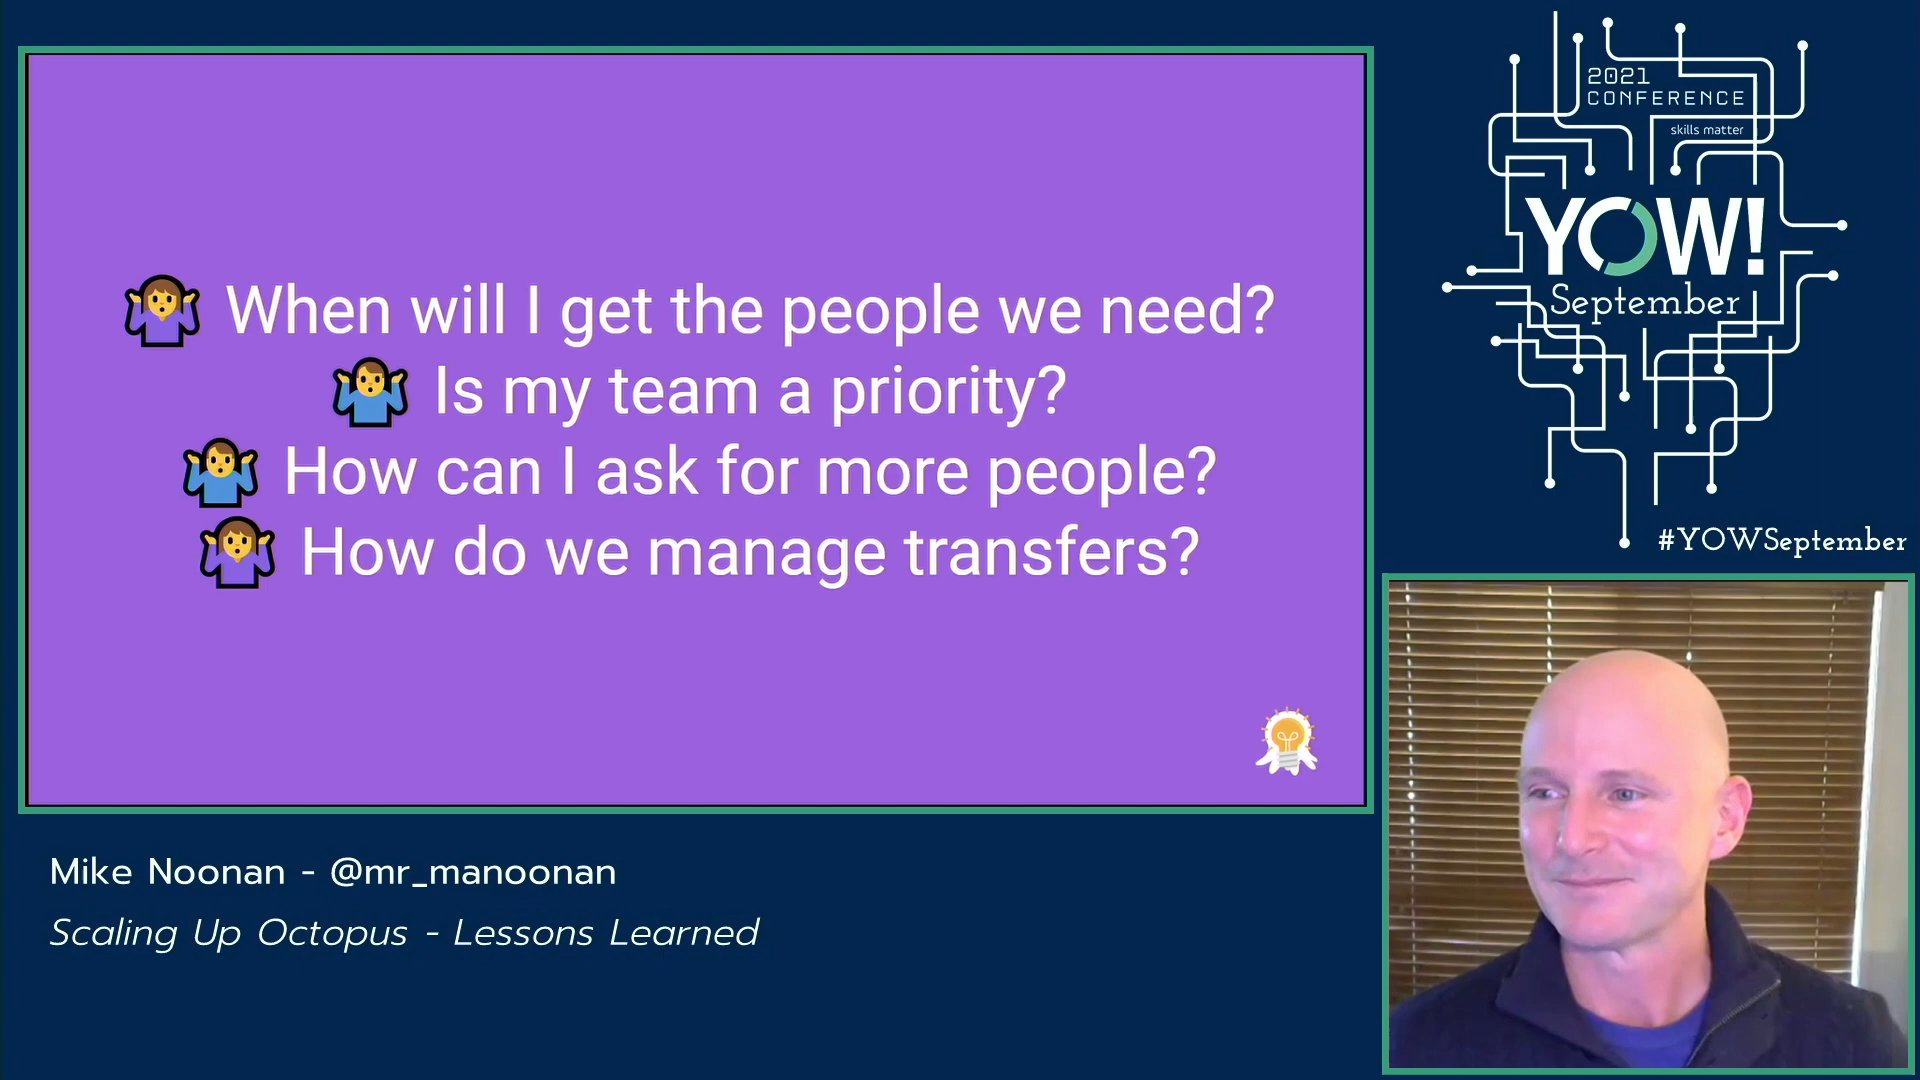 🤷‍♀️ When will I get the people we need?
🤷‍♂️ Is my team a priority?
🤷‍♂️ How can I ask for more people?
🤷‍♀️ How do we manage transfers?
2021
CONFERENCE
skills matter
YOW!
September
#YOWSeptember
Mike Noonan - @mr_manoonan
Scaling Up Octopus - Lessons Learned